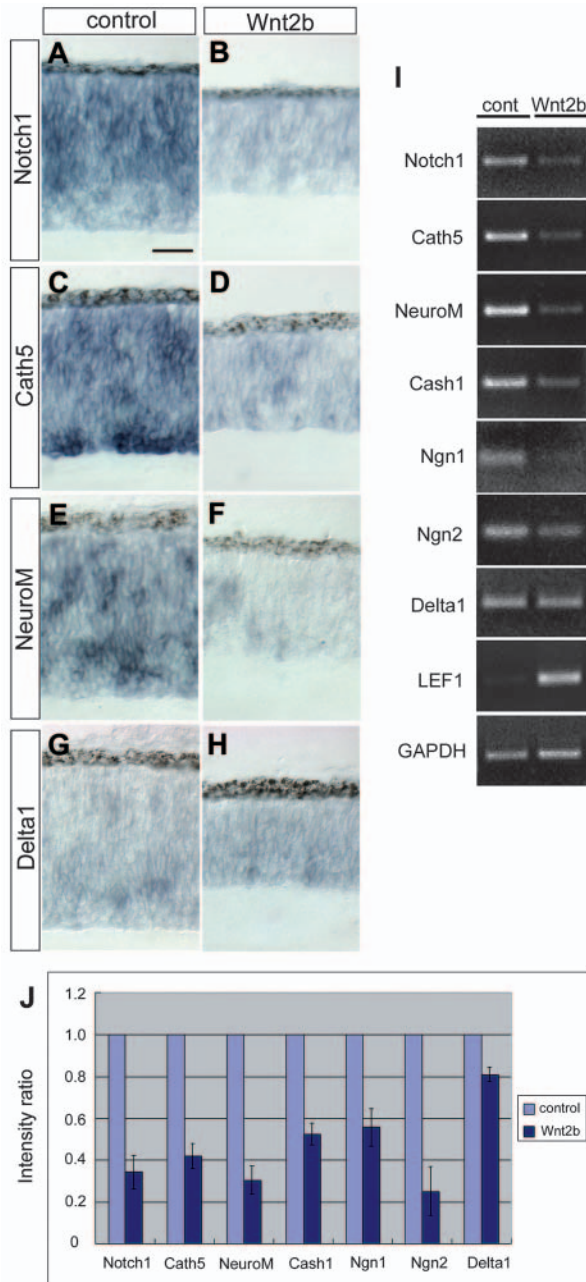 control Wnt2b
A B
Notch1
C D
Cath5
E F
NeuroM
G H
Delta1
I
cont Wnt2b
Notch1
Cath5
NeuroM
Cash1
Ngn1
Ngn2
Delta1
LEF1
GAPDH
J
Intensity ratio
1.2
1.0
0.8
0.6
0.4
0.2
0
Notch1 Cath5 NeuroM Cash1 Ngn1 Ngn2 Delta1
control
Wnt2b